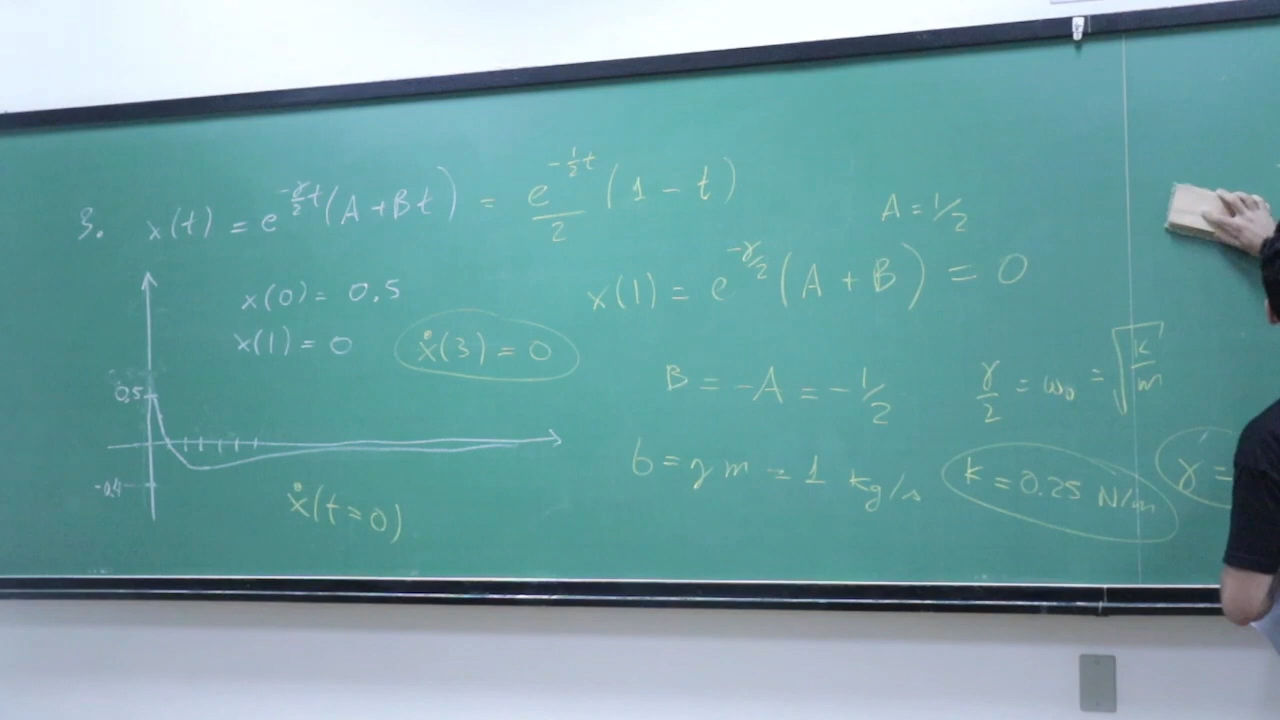 3. x(t) = e^{-γ/2 t}(A + Bt) = e^{-1/2 t}/2 (1 - t)
A = 1/2
x(0) = 0.5
x(1) = e^{-γ/2}(A + B) = 0
x(1) = 0
ẋ(3) = 0
B = -A = -1/2
γ/2 = ω₀ = √(k/m)
0,5
b = γm = 1 kg/s
k = 0.25 N/m
γ =
-0,4
ẋ(t=0)